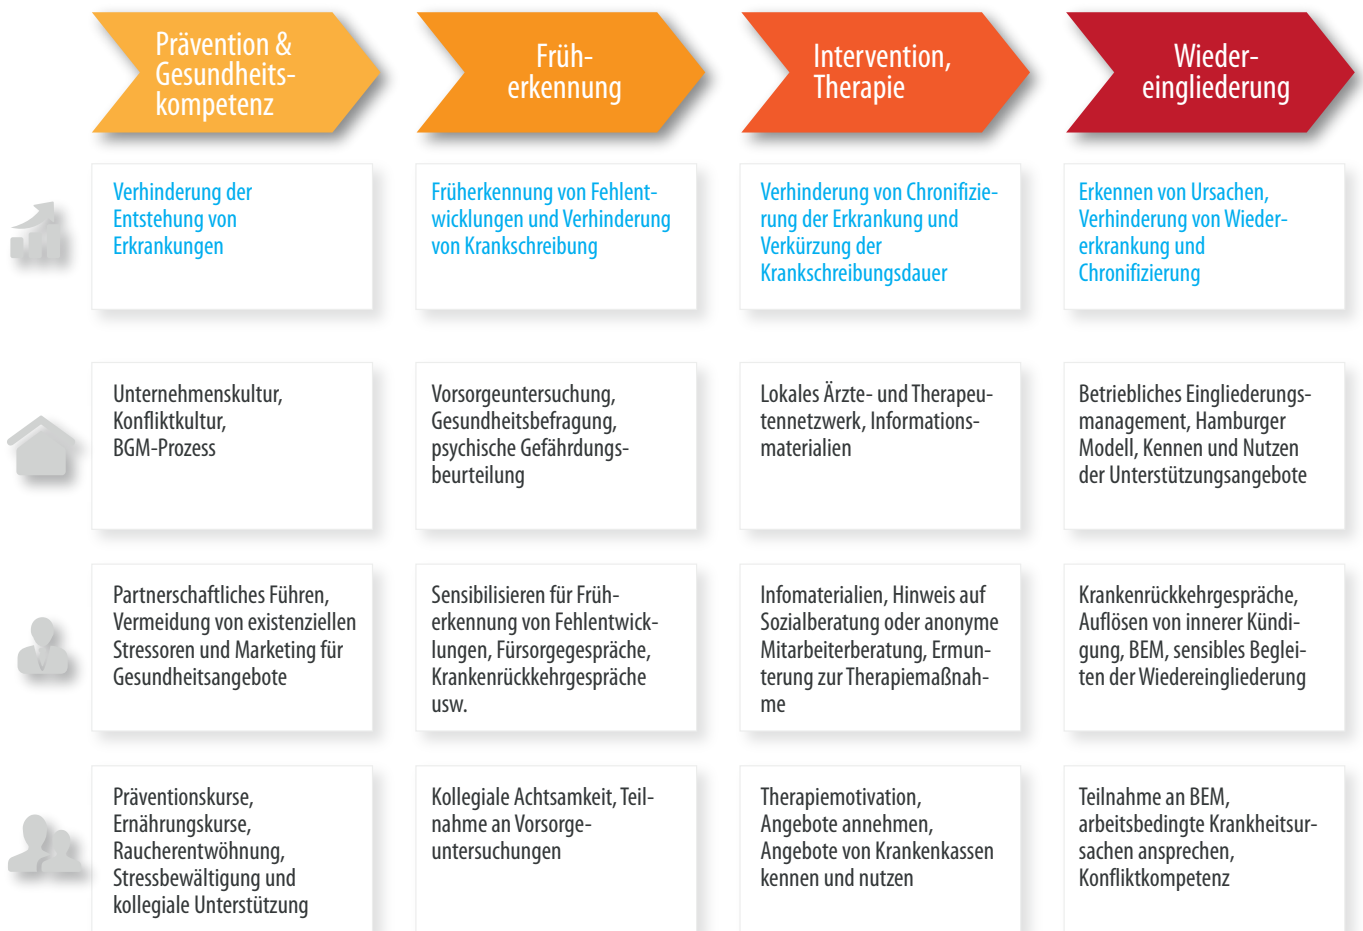 Prävention &
Gesundheits-
kompetenz
Früh-
erkennung
Intervention,
Therapie
Wieder-
eingliederung
Verhinderung der
Entstehung von
Erkrankungen
Früherkennung von Fehlent-
wicklungen und Verhinderung
von Krankschreibung
Verhinderung von Chronifizie-
rung der Erkrankung und
Verkürzung der
Krankschreibungsdauer
Erkennen von Ursachen,
Verhinderung von Wieder-
erkrankung und
Chronifizierung
Unternehmenskultur,
Konfliktkultur,
BGM-Prozess
Vorsorgeuntersuchung,
Gesundheitsbefragung,
psychische Gefährdungs-
beurteilung
Lokales Ärzte- und Therapeu-
tennetzwerk, Informations-
materialien
Betriebliches Eingliederungs-
management, Hamburger
Modell, Kennen und Nutzen
der Unterstützungsangebote
Partnerschaftliches Führen,
Vermeidung von existenziellen
Stressoren und Marketing für
Gesundheitsangebote
Sensibilisieren für Früh-
erkennung von Fehlentwick-
lungen, Fürsorgegespräche,
Krankenrückkehrgespräche
usw.
Infomaterialien, Hinweis auf
Sozialberatung oder anonyme
Mitarbeiterberatung, Ermun-
terung zur Therapiemaßnah-
me
Krankenrückkehrgespräche,
Auflösen von innerer Kündi-
gung, BEM, sensibles Beglei-
ten der Wiedereingliederung
Präventionskurse,
Ernährungskurse,
Raucherentwöhnung,
Stressbewältigung und
kollegiale Unterstützung
Kollegiale Achtsamkeit, Teil-
nahme an Vorsorge-
untersuchungen
Therapiemotivation,
Angebote annehmen,
Angebote von Krankenkassen
kennen und nutzen
Teilnahme an BEM,
arbeitsbedingte Krankheitsur-
sachen ansprechen,
Konfliktkompetenz